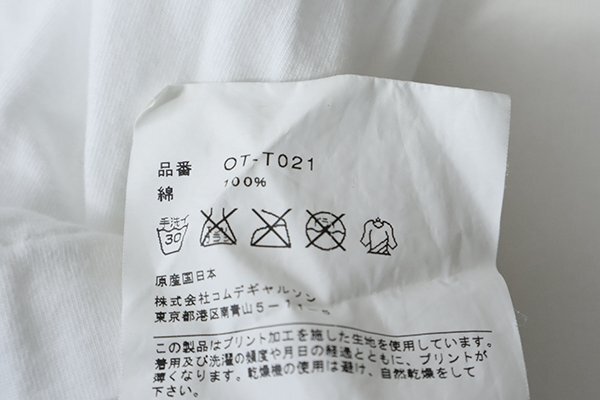 品番 OT-T021
綿 100%
手洗イ 30 ドライ
原産国日本
株式会社コムデギャルソン
東京都港区南青山5-
この製品はプリント加工を施した生地を使用しています。
着用及び洗濯の頻度や月日の経過とともに、プリントが
薄くなります。乾燥機の使用は避け、自然乾燥をして
下さい。